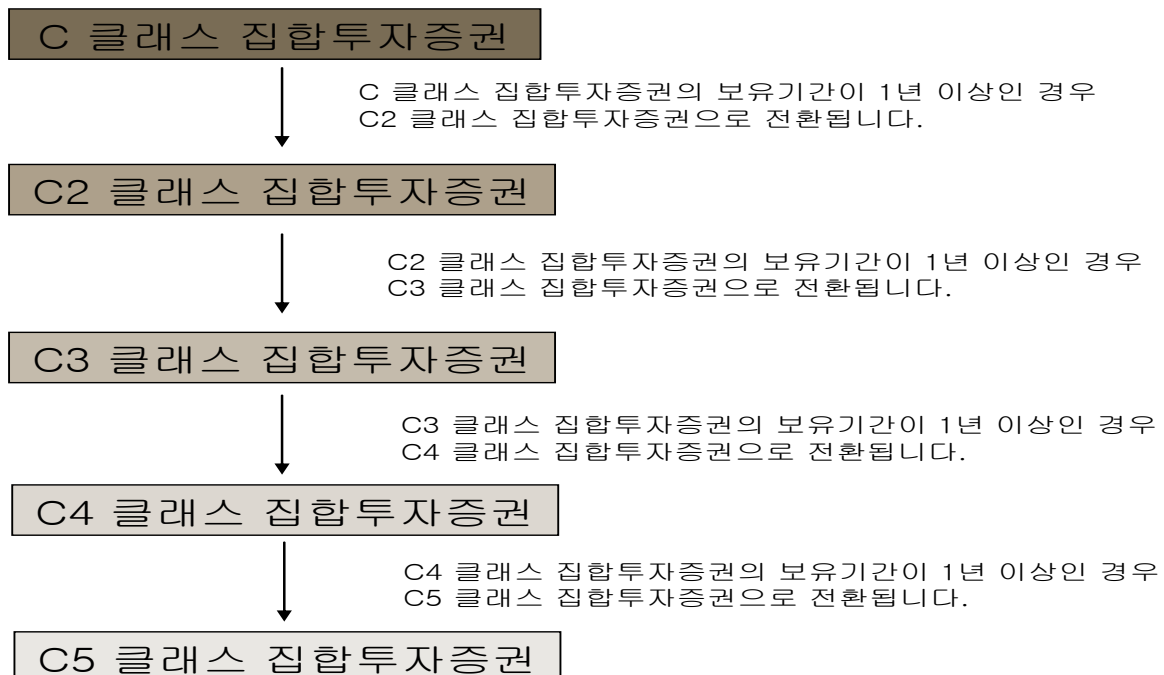 C 클래스 집합투자증권
C 클래스 집합투자증권의 보유기간이 1년 이상인 경우
C2 클래스 집합투자증권으로 전환됩니다.
C2 클래스 집합투자증권
C2 클래스 집합투자증권의 보유기간이 1년 이상인 경우
C3 클래스 집합투자증권으로 전환됩니다.
C3 클래스 집합투자증권
C3 클래스 집합투자증권의 보유기간이 1년 이상인 경우
C4 클래스 집합투자증권으로 전환됩니다.
C4 클래스 집합투자증권
C4 클래스 집합투자증권의 보유기간이 1년 이상인 경우
C5 클래스 집합투자증권으로 전환됩니다.
C5 클래스 집합투자증권